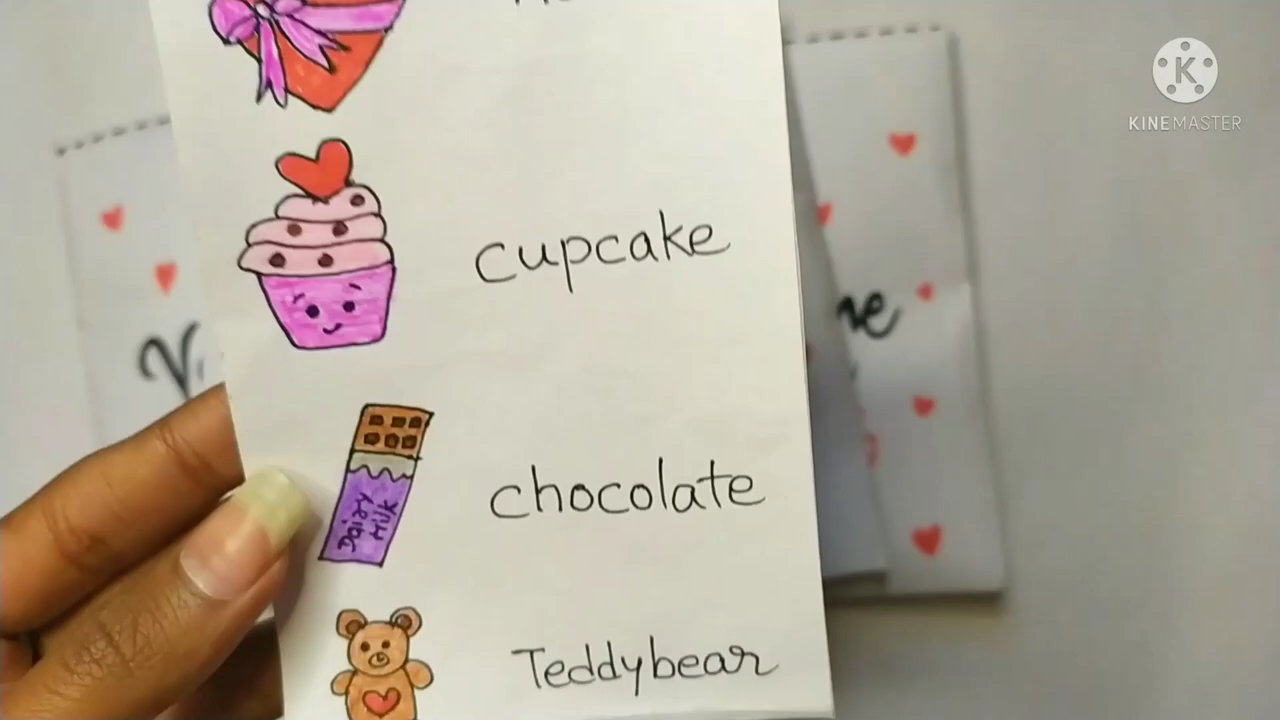 KINEMASTER
cupcake
chocolate
Dairy
Milk
Teddybear